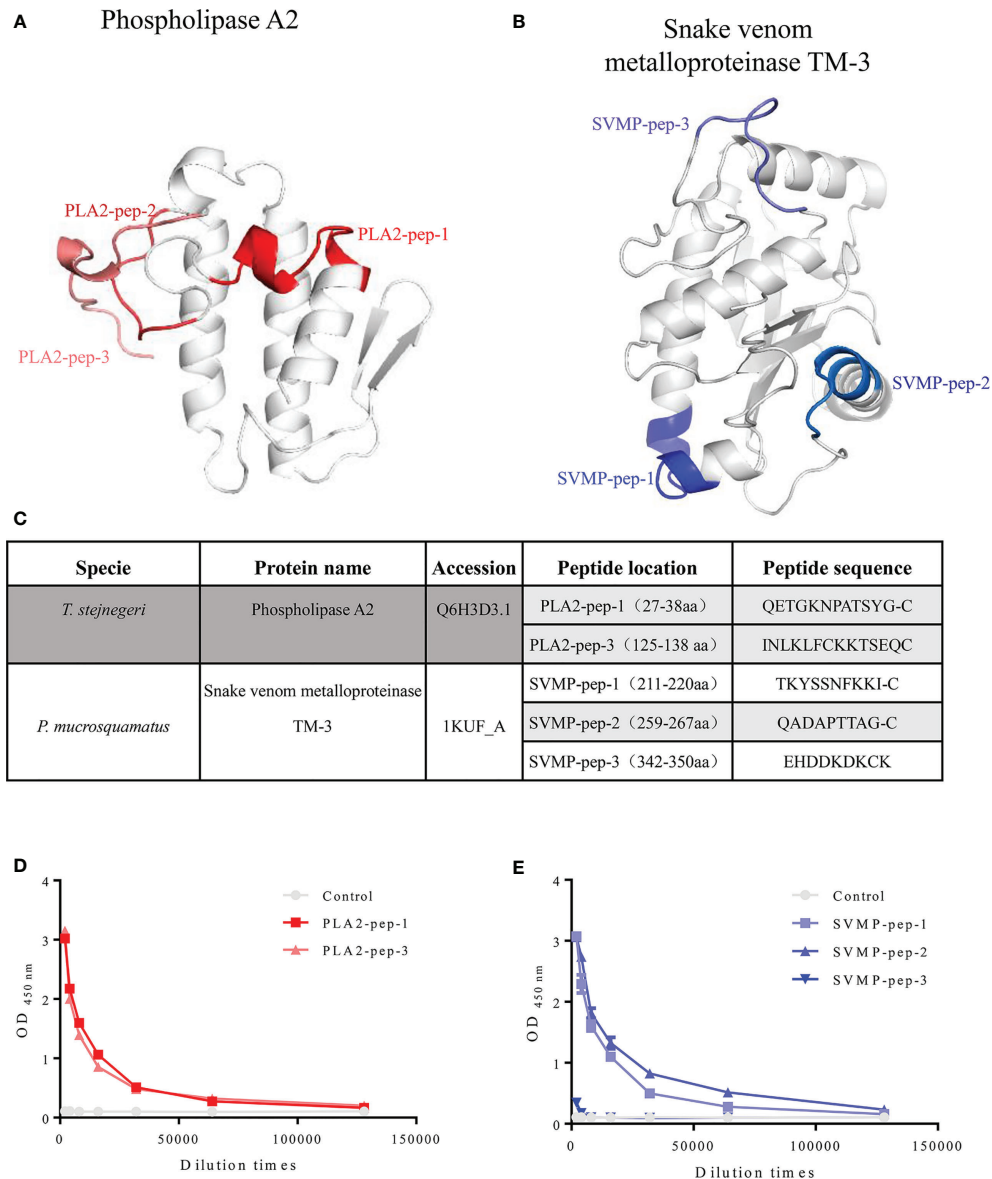 A
Phospholipase A2
PLA2-pep-2
PLA2-pep-1
PLA2-pep-3
B
Snake venom
metalloproteinase TM-3
SVMP-pep-3
SVMP-pep-2
SVMP-pep-1
C
Specie Protein name Accession Peptide location Peptide sequence
T. stejnegeri Phospholipase A2 Q6H3D3.1 PLA2-pep-1（27-38aa） QETGKNPATSYG-C
PLA2-pep-3（125-138 aa） INLKLFCKKTSEQC
P. mucrosquamatus Snake venom metalloproteinase TM-3 1KUF_A SVMP-pep-1（211-220aa） TKYSSNFKKI-C
SVMP-pep-2（259-267aa） QADAPTTAG-C
SVMP-pep-3（342-350aa） EHDDKDKCK
D
4
3
2
1
0
OD 450 nm
0 50000 100000 150000
Dilution times
Control
PLA2-pep-1
PLA2-pep-3
E
4
3
2
1
0
OD 450 nm
0 50000 100000 150000
Dilution times
Control
SVMP-pep-1
SVMP-pep-2
SVMP-pep-3